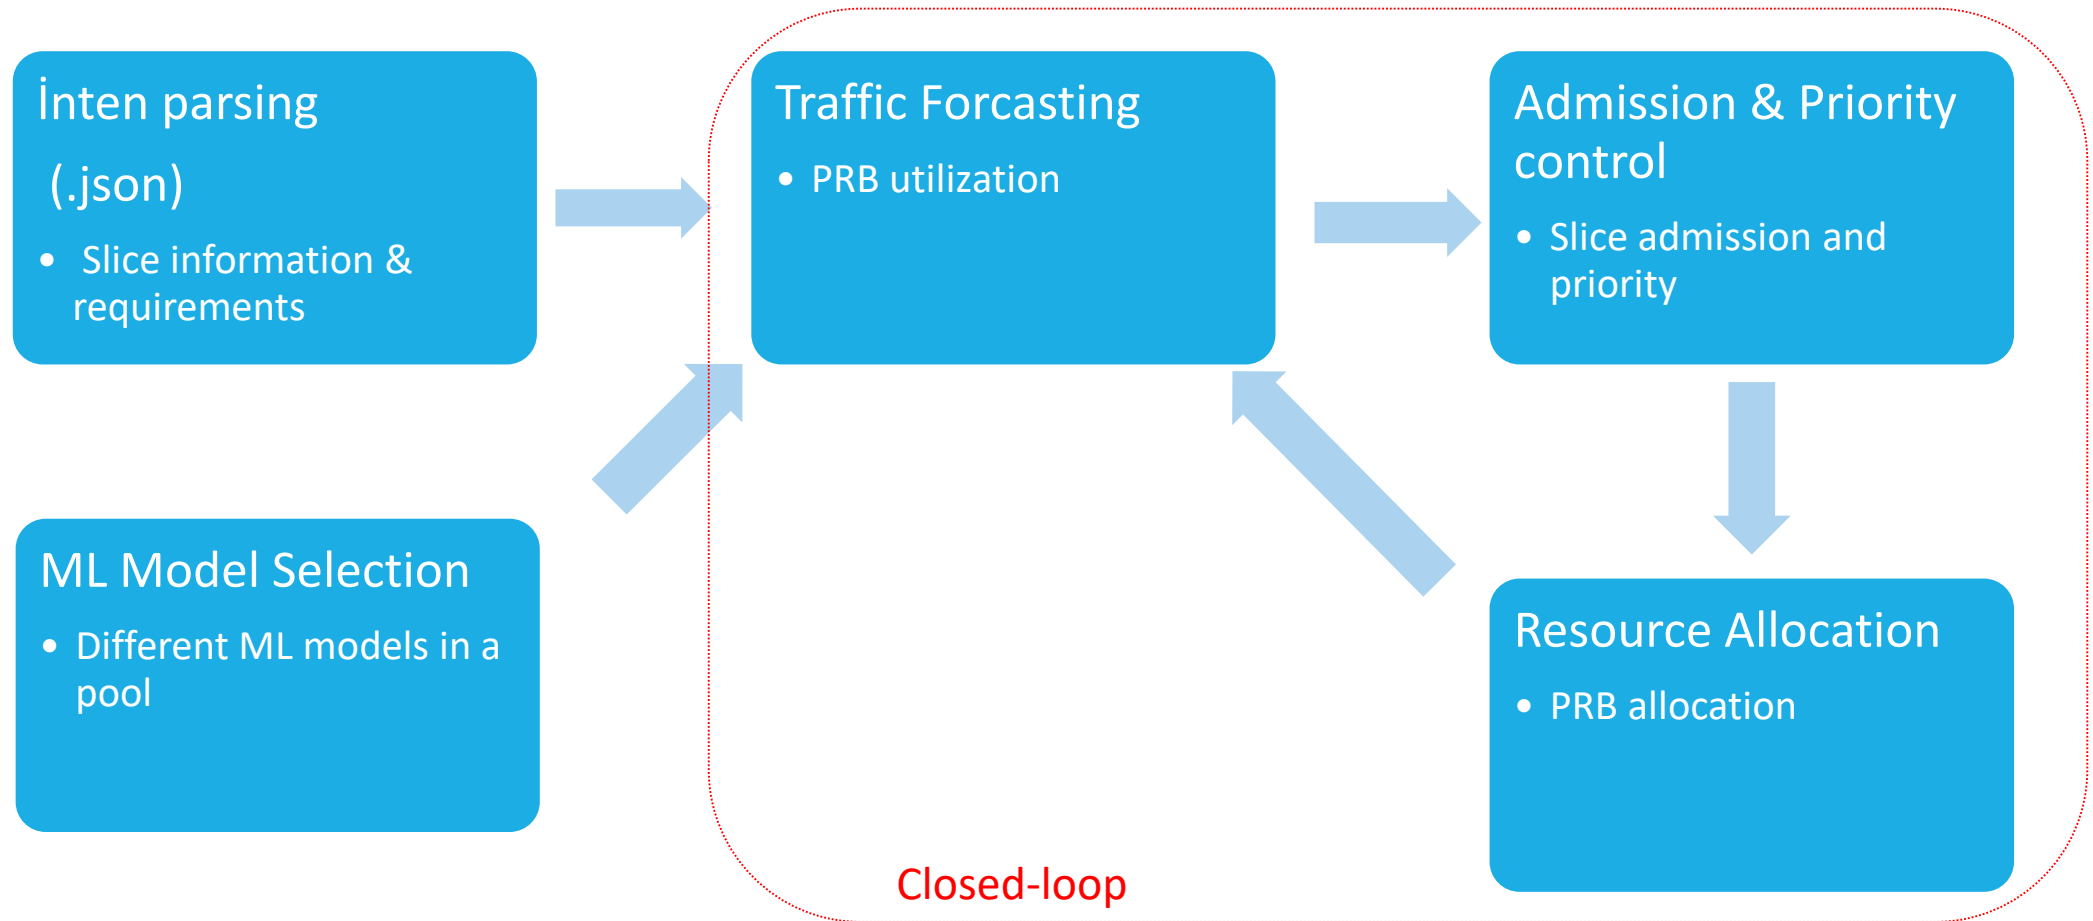 İnten parsing
(.json)
• Slice information &
requirements
Traffic Forcasting
• PRB utilization
Admission & Priority
control
• Slice admission and
priority
ML Model Selection
• Different ML models in a
pool
Resource Allocation
• PRB allocation
Closed-loop